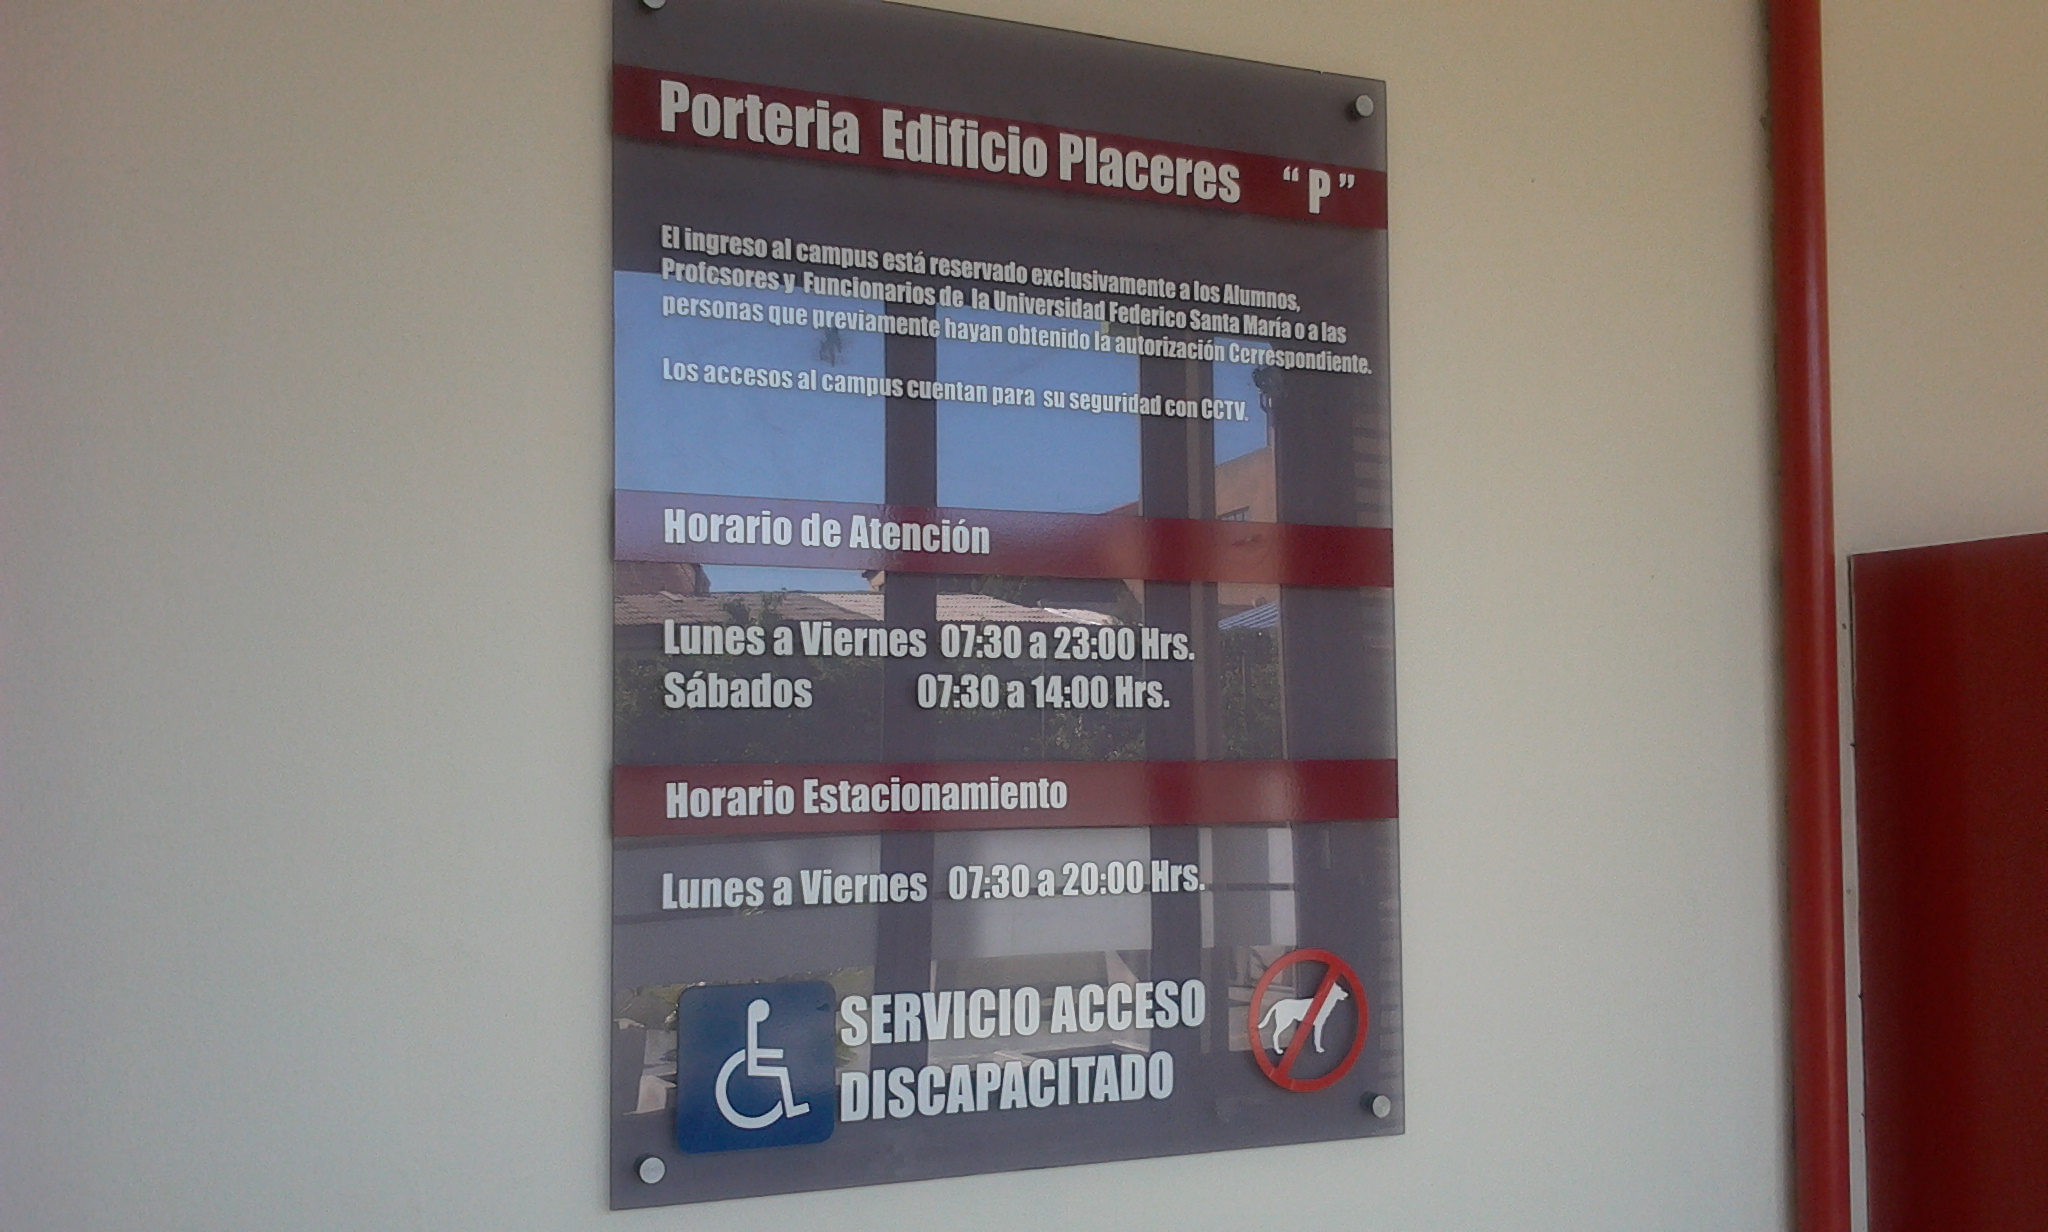 Porteria Edificio Placeres “P”
El ingreso al campus está reservado exclusivamente a los Alumnos,
Profesores y Funcionarios de la Universidad Federico Santa María o a las
personas que previamente hayan obtenido la autorización Correspondiente.
Los accesos al campus cuentan para su seguridad con CCTV.
Horario de Atención
Lunes a Viernes 07:30 a 23:00 Hrs.
Sábados 07:30 a 14:00 Hrs.
Horario Estacionamiento
Lunes a Viernes 07:30 a 20:00 Hrs.
SERVICIO ACCESO
DISCAPACITADO